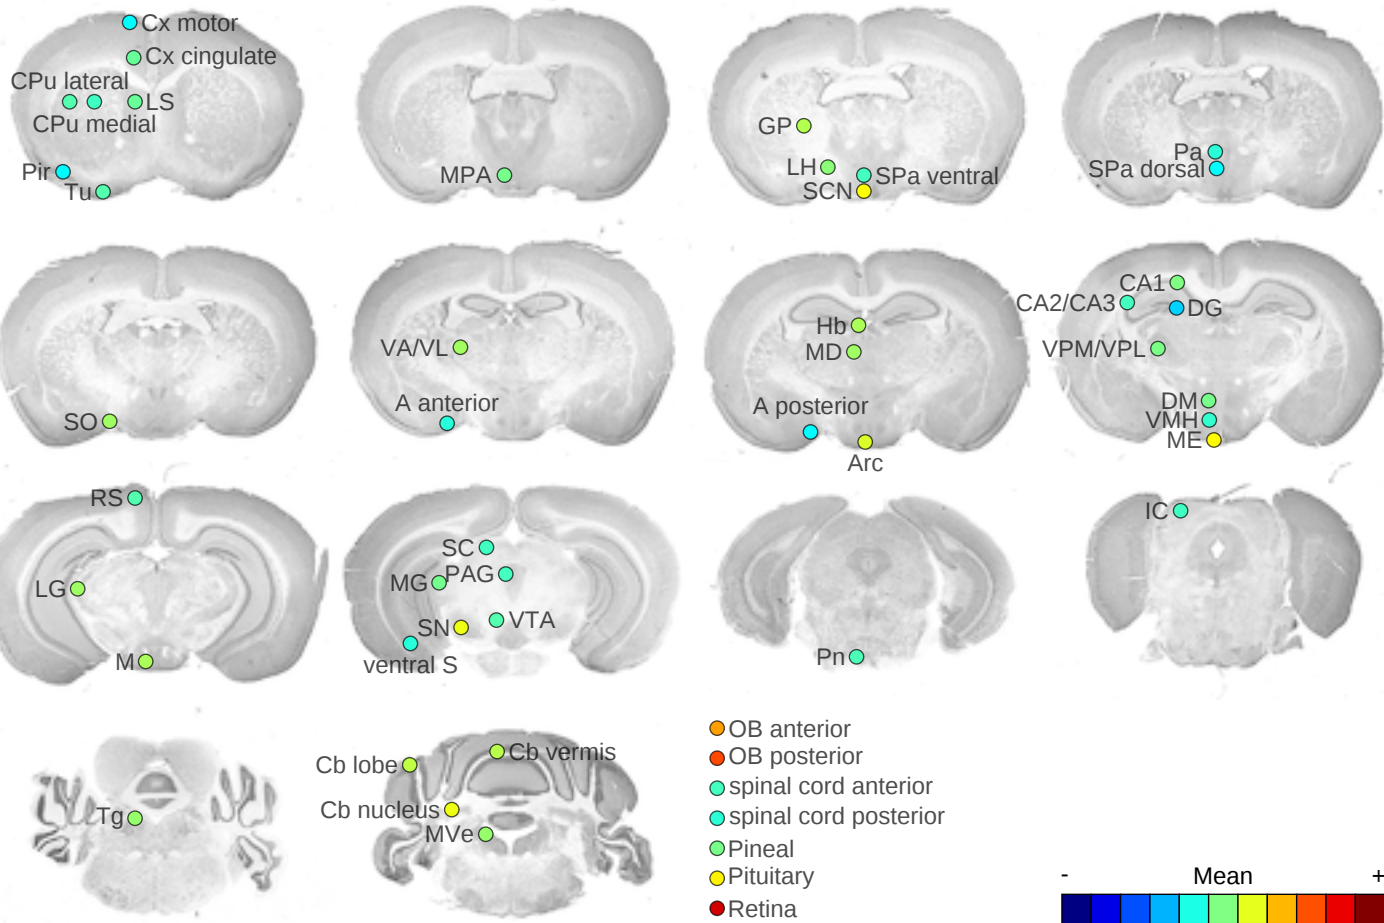 Cx motor
Cx cingulate
CPu lateral
LS
CPu medial
Pir
Tu
MPA
GP
LH
SPa ventral
SCN
Pa
SPa dorsal
SO
VA/VL
A anterior
Hb
MD
A posterior
Arc
CA1
CA2/CA3
DG
VPM/VPL
DM
VMH
ME
RS
LG
M
SC
MG
PAG
SN
VTA
ventral S
Pn
IC
Tg
Cb lobe
Cb vermis
Cb nucleus
MVe
OB anterior
OB posterior
spinal cord anterior
spinal cord posterior
Pineal
Pituitary
Retina
- Mean +